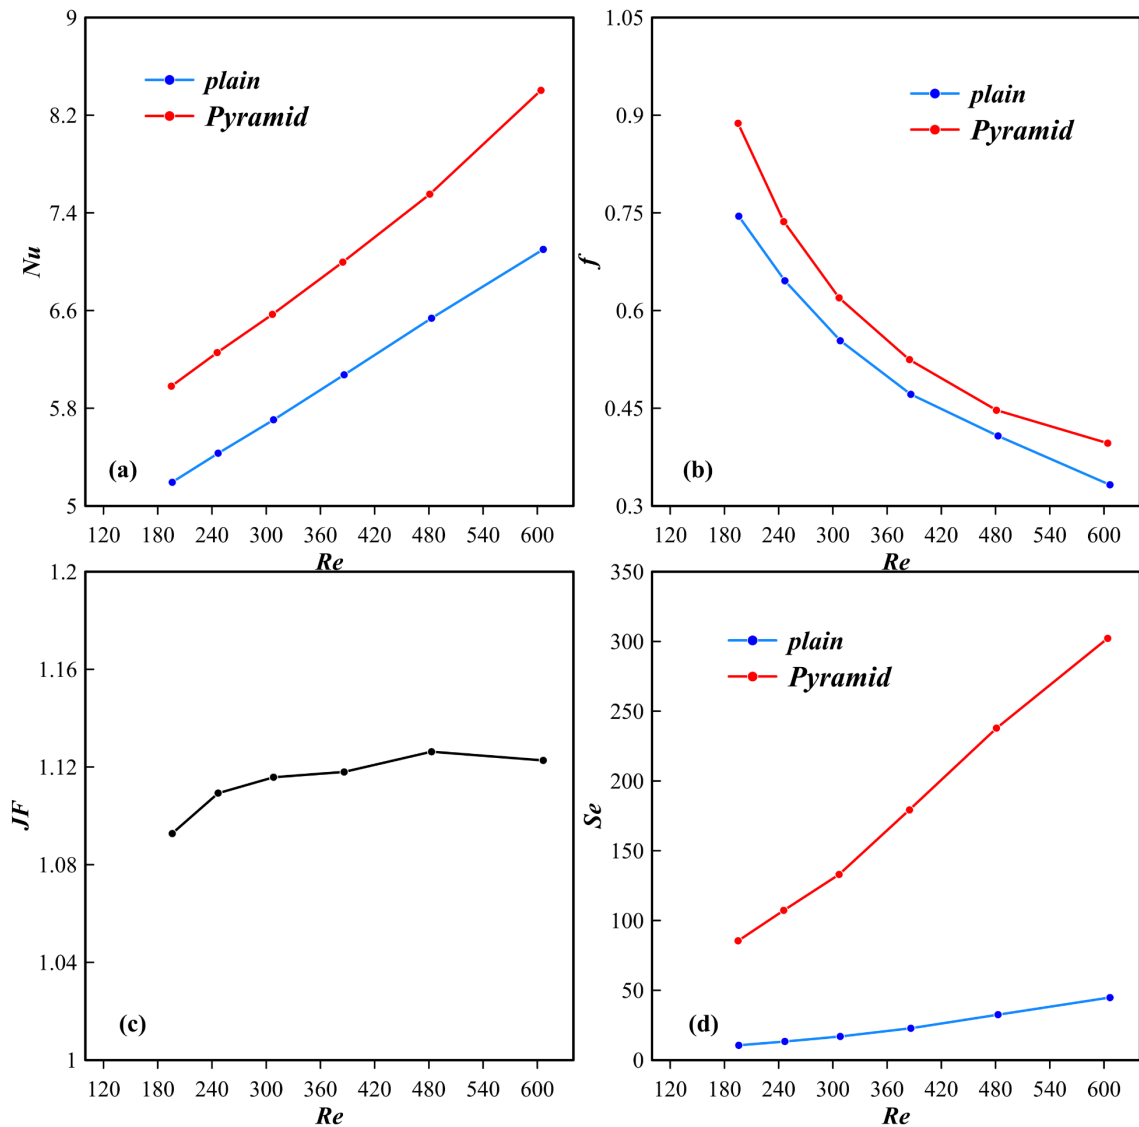 9
8.2
7.4
6.6
5.8
5
Nu
plain
Pyramid
(a)
120 180 240 300 360 420 480 540 600
Re
1.05
0.9
0.75
0.6
0.45
0.3
f
plain
Pyramid
(b)
120 180 240 300 360 420 480 540 600
Re
1.2
1.16
1.12
1.08
1.04
1
JF
(c)
120 180 240 300 360 420 480 540 600
Re
350
300
250
200
150
100
50
0
Se
plain
Pyramid
(d)
120 180 240 300 360 420 480 540 600
Re